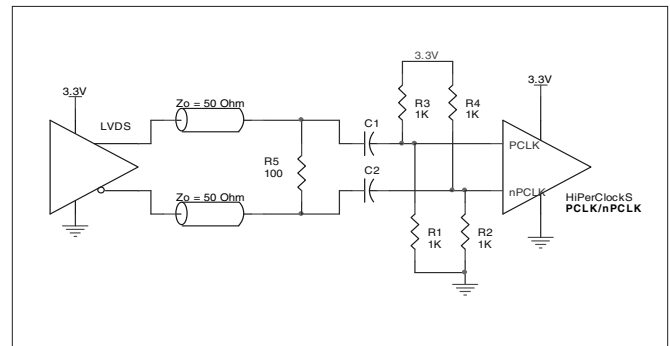 3.3V
3.3V
3.3V
Zo = 50 Ohm
LVDS
R3
1K
R4
1K
C1
PCLK
R5
100
C2
Zo = 50 Ohm
nPCLK
HiPerClockS
PCLK/nPCLK
R1
1K
R2
1K